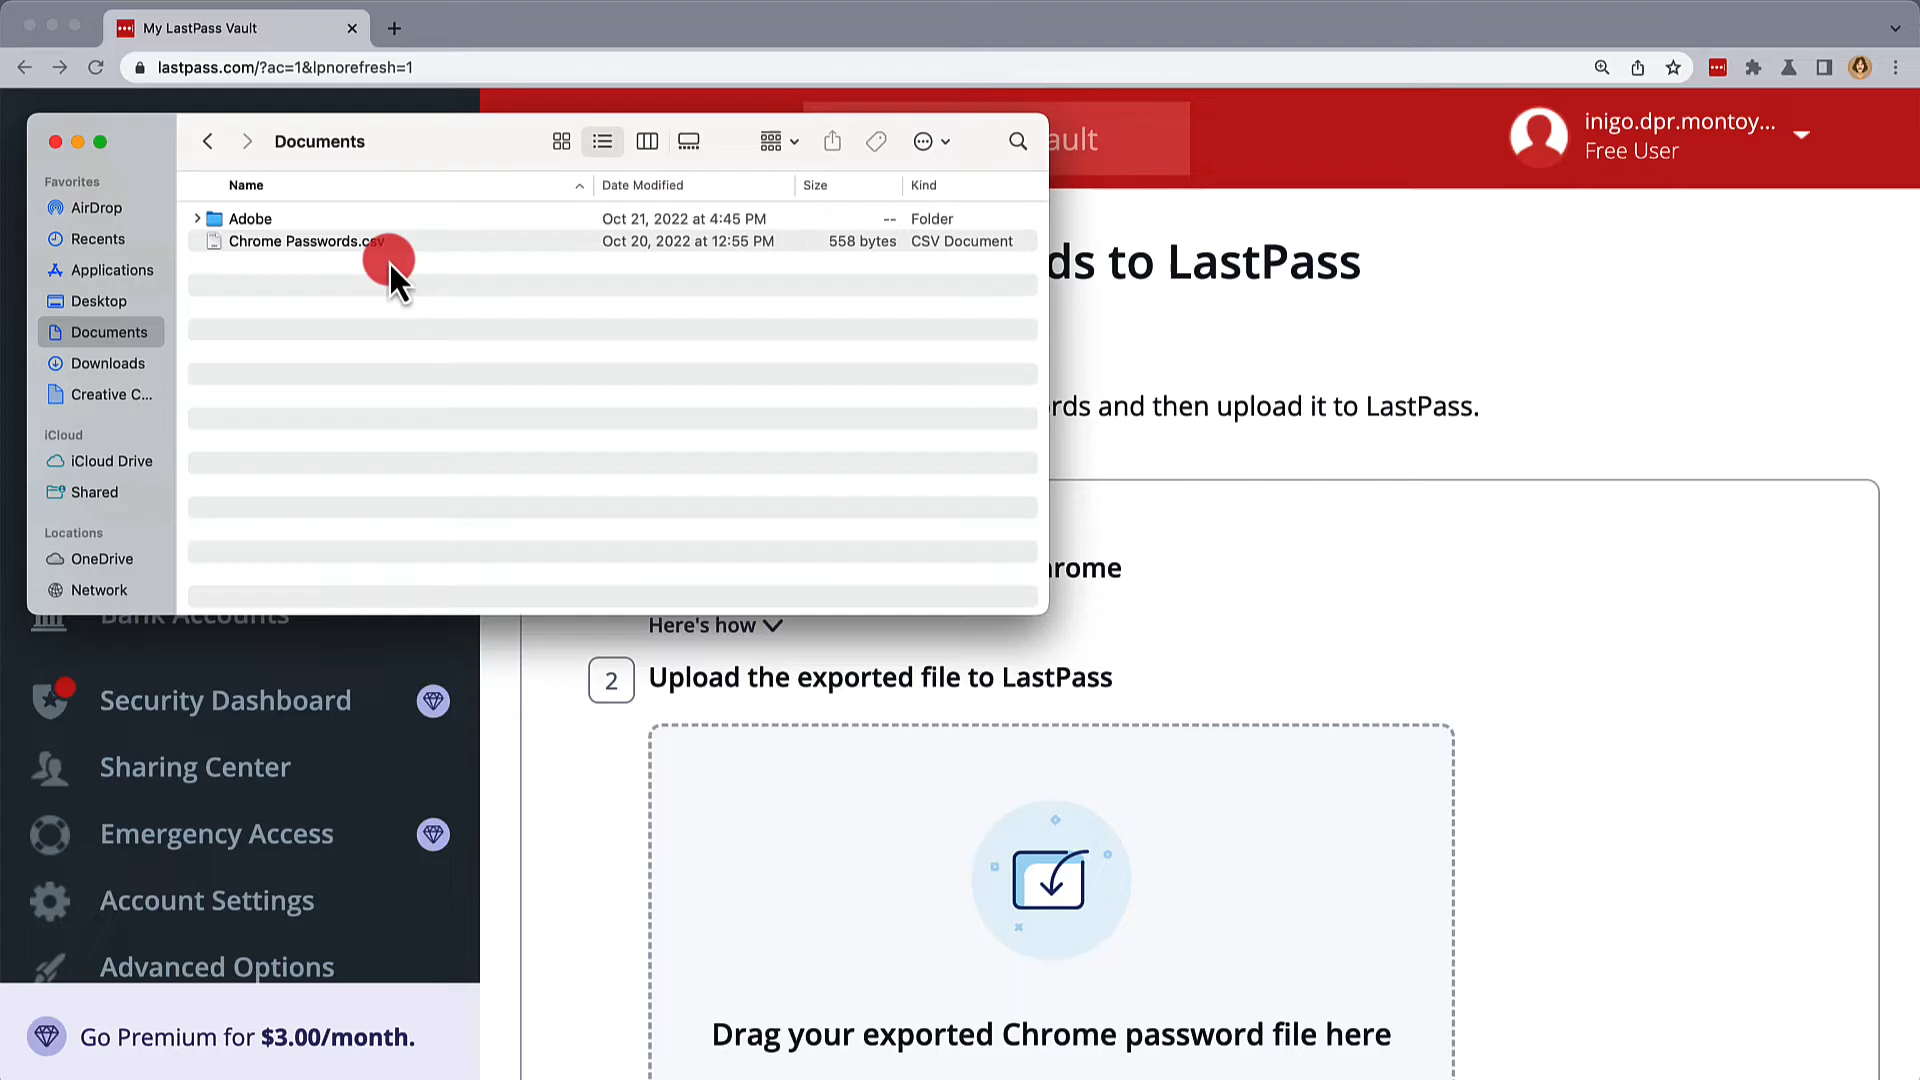 My LastPass Vault
lastpass.com/?ac=1&lpnorefresh=1
ault
inigo.dpr.montoy...
Free User
Documents
Name
Date Modified
Size
Kind
Adobe
Oct 21, 2022 at 4:45 PM
--
Folder
Chrome Passwords.csv
Oct 20, 2022 at 12:55 PM
558 bytes
CSV Document
Favorites
AirDrop
Recents
Applications
Desktop
Documents
Downloads
Creative C...
iCloud
iCloud Drive
Shared
Locations
OneDrive
Network
ds to LastPass
rds and then upload it to LastPass.
hrome
Here's how
2
Upload the exported file to LastPass
Drag your exported Chrome password file here
Bank Accounts
Security Dashboard
Sharing Center
Emergency Access
Account Settings
Advanced Options
Go Premium for $3.00/month.